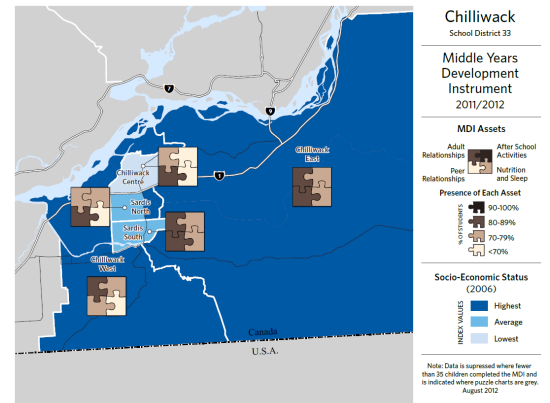 Chilliwack
School District 33
Middle Years
Development
Instrument
2011/2012
MDI Assets
Adult
Relationships
After School
Activities
Peer
Relationships
Nutrition
and Sleep
Presence of Each Asset
% OF STUDENTS
90-100%
80-89%
70-79%
<70%
Socio-Economic Status
(2006)
INDEX VALUES
Highest
Average
Lowest
Note: Data is supressed where fewer
than 35 children completed the MDI and
is indicated where puzzle charts are grey.
August 2012
7
9
1
Chilliwack
East
Chilliwack
Centre
Sardis
North
Sardis
South
Chilliwack
West
Canada
U.S.A.